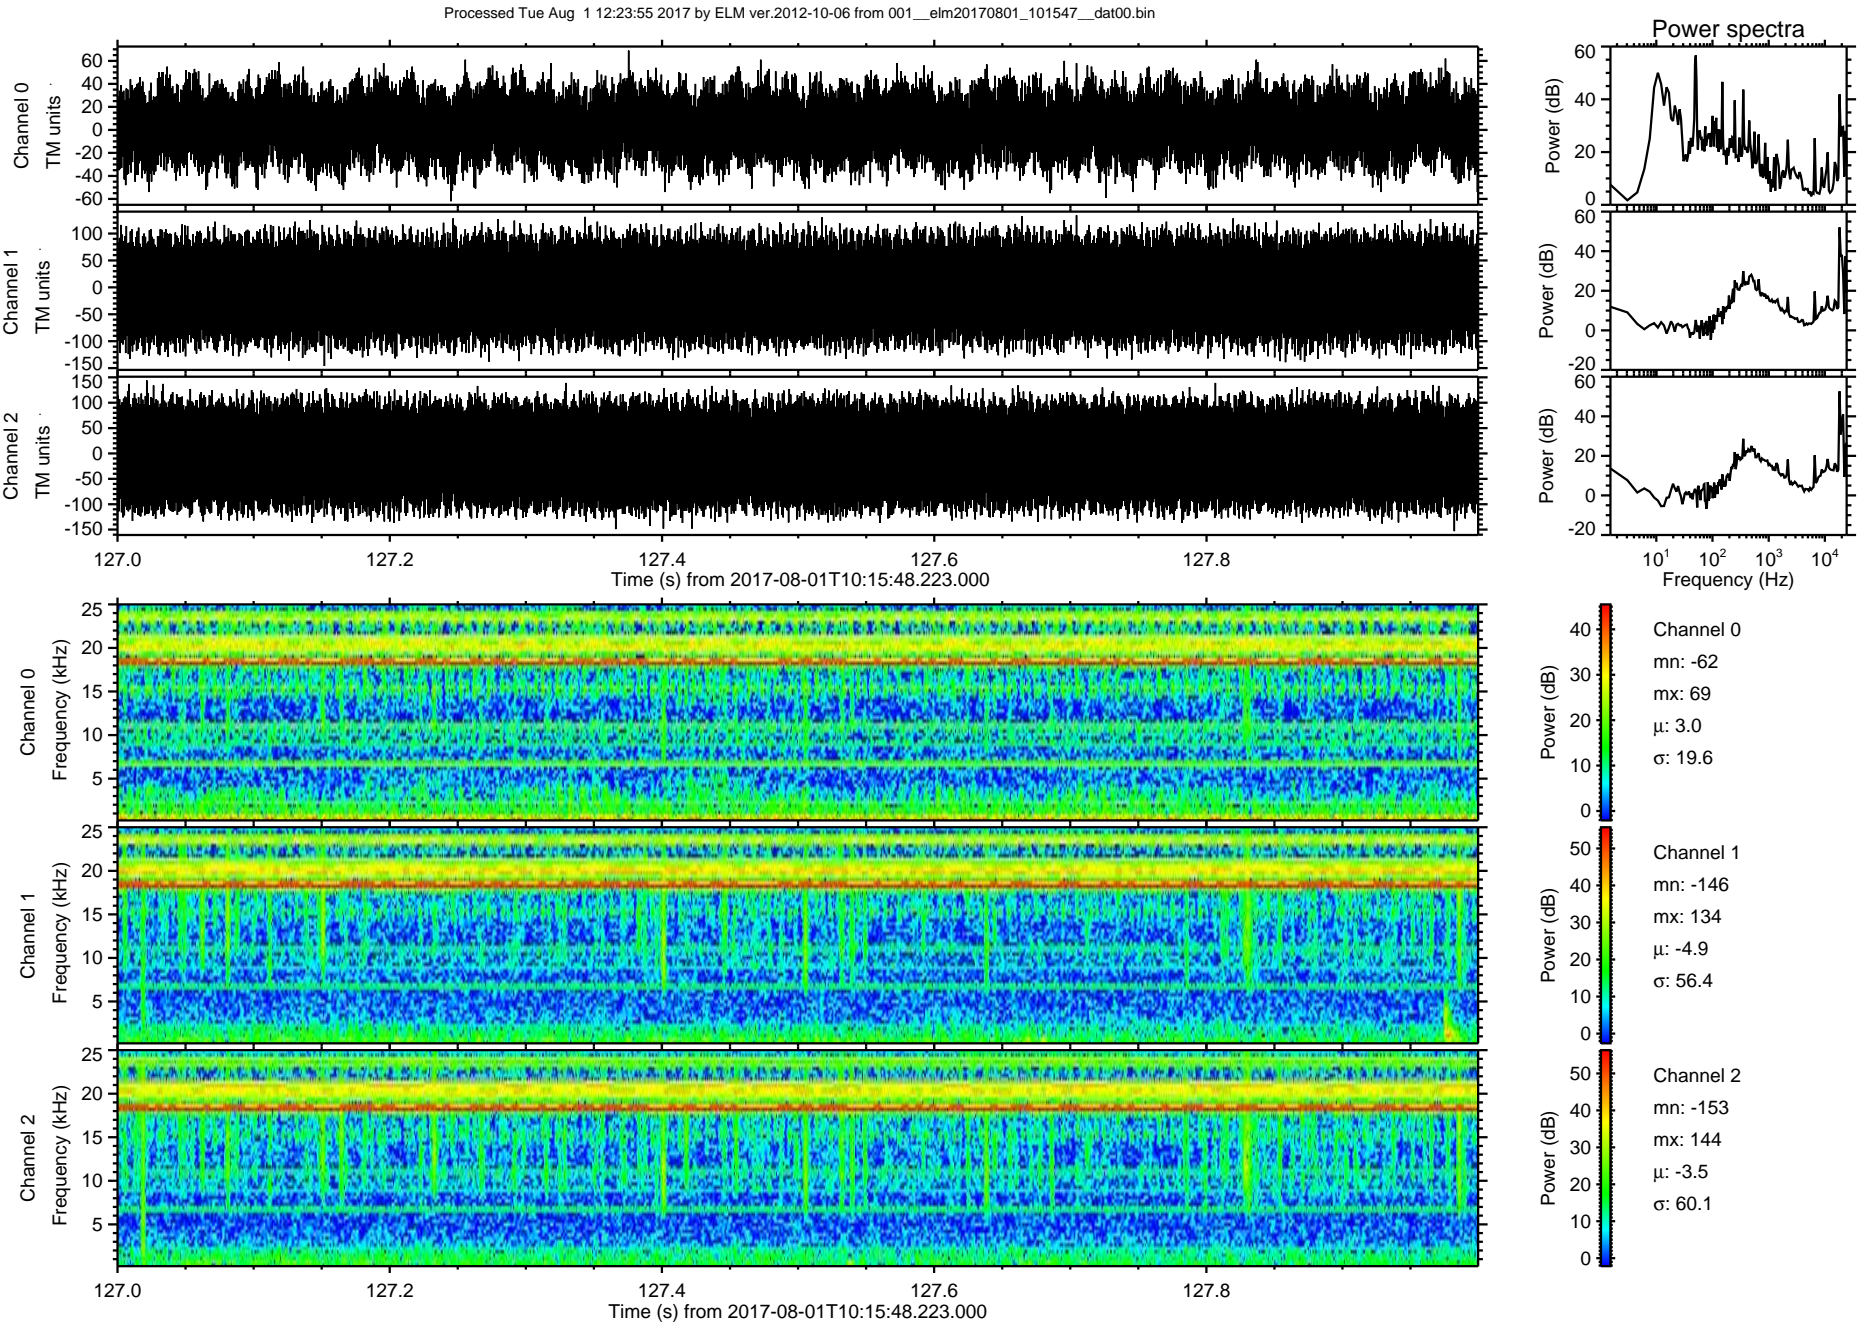 Processed Tue Aug  1 12:23:55 2017 by ELM ver.2012-10-06 from 001__elm20170801_101547__dat00.bin
Power spectra
Channel 0
TM units
60
40
20
0
-20
-40
-60
Power (dB)
60
40
20
0
Channel 1
TM units
100
50
0
-50
-100
-150
Power (dB)
60
40
20
0
-20
Channel 2
TM units
150
100
50
0
-50
-100
-150
Power (dB)
60
40
20
0
-20
127.0 127.2 127.4 127.6 127.8
Time (s) from 2017-08-01T10:15:48.223.000
10^1 10^2 10^3 10^4
Frequency (Hz)
Channel 0
Frequency (kHz)
25
20
15
10
5
Power (dB)
40
30
20
10
0
Channel 0
mn: -62
mx: 69
µ: 3.0
σ: 19.6
Channel 1
Frequency (kHz)
25
20
15
10
5
Power (dB)
50
40
30
20
10
0
Channel 1
mn: -146
mx: 134
µ: -4.9
σ: 56.4
Channel 2
Frequency (kHz)
25
20
15
10
5
Power (dB)
50
40
30
20
10
0
Channel 2
mn: -153
mx: 144
µ: -3.5
σ: 60.1
127.0 127.2 127.4 127.6 127.8
Time (s) from 2017-08-01T10:15:48.223.000